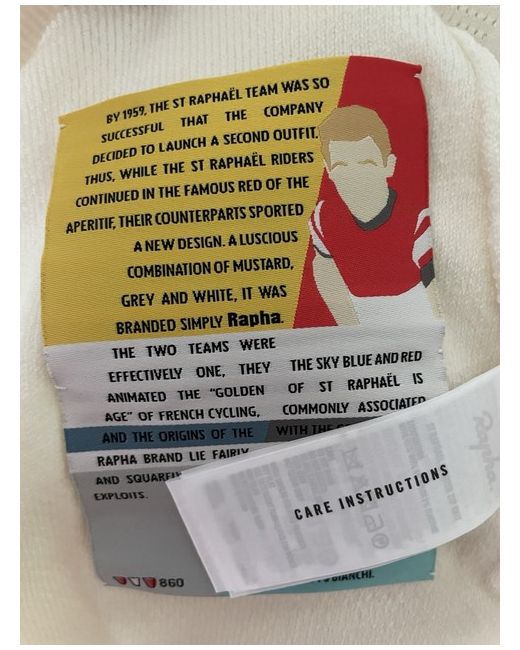 BY 1959, THE ST RAPHAËL TEAM WAS SO
SUCCESSFUL THAT THE COMPANY
DECIDED TO LAUNCH A SECOND OUTFIT.
THUS, WHILE THE ST RAPHAËL RIDERS
CONTINUED IN THE FAMOUS RED OF THE
APERITIF, THEIR COUNTERPARTS SPORTED
A NEW DESIGN. A LUSCIOUS
COMBINATION OF MUSTARD,
GREY AND WHITE, IT WAS
BRANDED SIMPLY Rapha.
THE TWO TEAMS WERE
EFFECTIVELY ONE, THEY
ANIMATED THE "GOLDEN
AGE" OF FRENCH CYCLING,
AND THE ORIGINS OF THE
RAPHA BRAND LIE FAIRLY
AND SQUARELY
EXPLOITS.
860
THE SKY BLUE AND RED
OF ST RAPHAËL IS
COMMONLY ASSOCIATED
WITH THE
BIANCHI.
CARE INSTRUCTIONS
Rapha